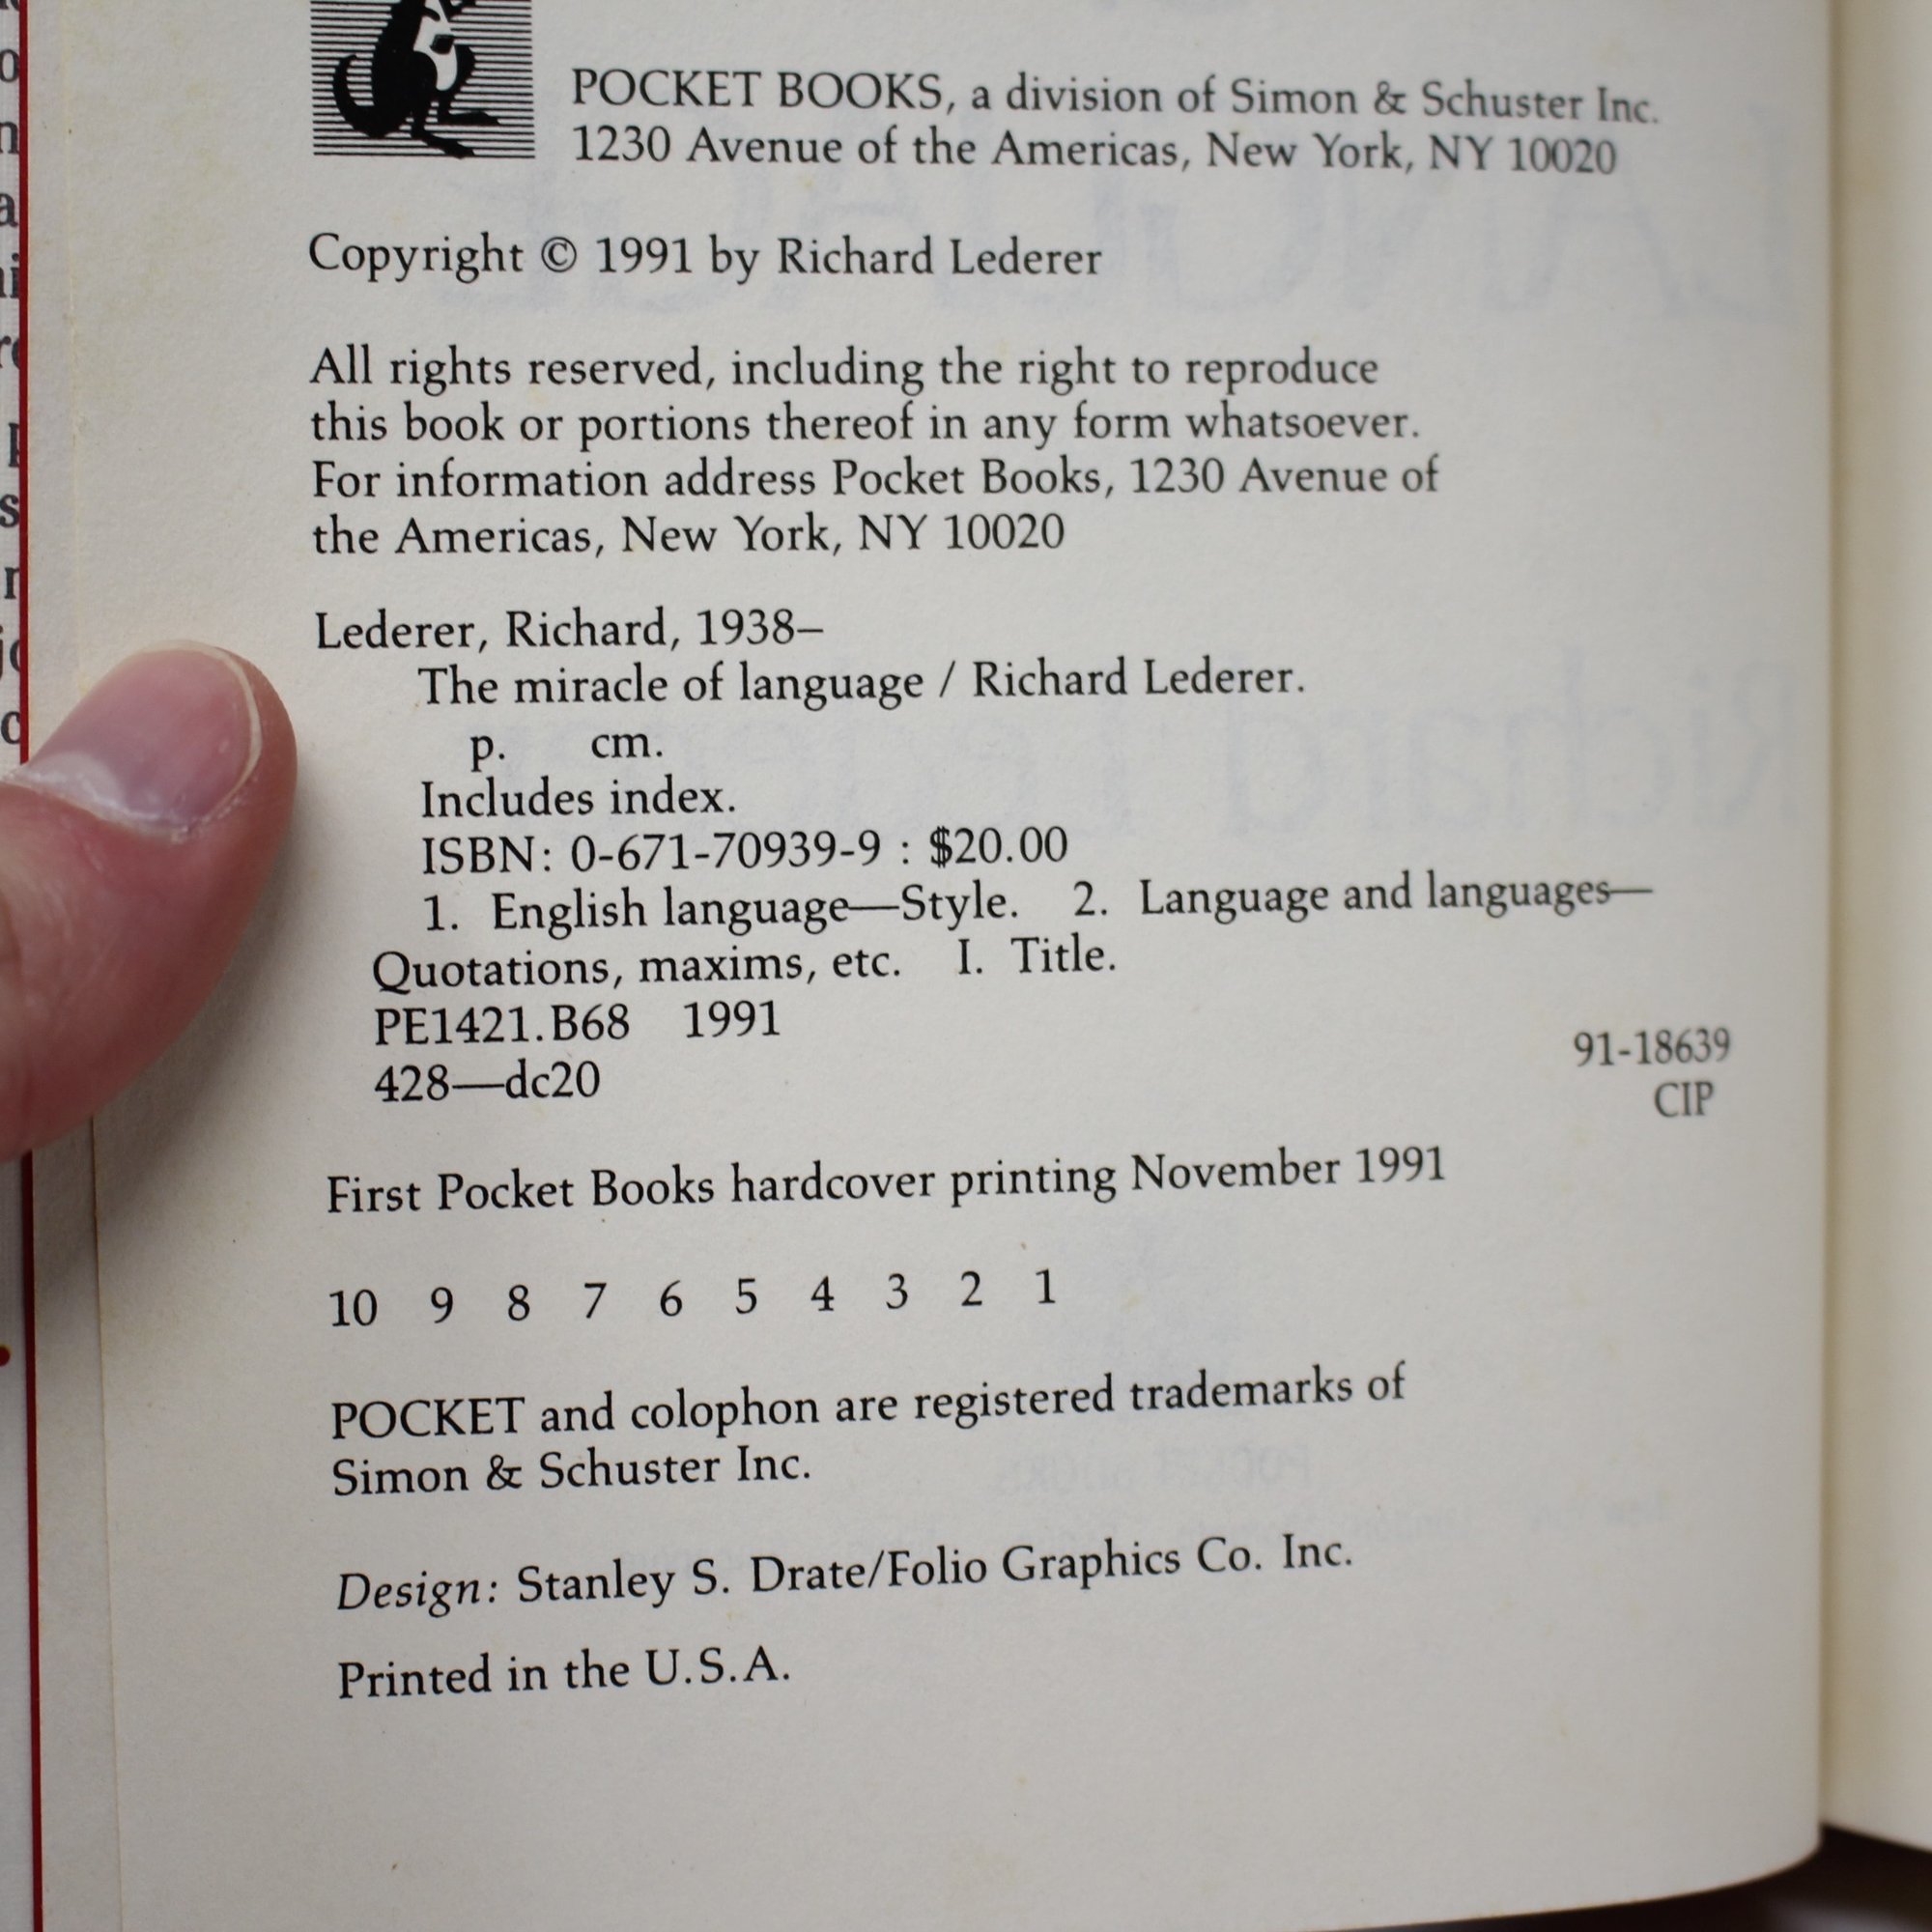 POCKET BOOKS, a division of Simon & Schuster Inc.
1230 Avenue of the Americas, New York, NY 10020
Copyright © 1991 by Richard Lederer
All rights reserved, including the right to reproduce
this book or portions thereof in any form whatsoever.
For information address Pocket Books, 1230 Avenue of
the Americas, New York, NY 10020
Lederer, Richard, 1938–
The miracle of language / Richard Lederer.
p. cm.
Includes index.
ISBN: 0-671-70939-9 : $20.00
1. English language—Style. 2. Language and languages—
Quotations, maxims, etc. I. Title.
PE1421.B68 1991
428—dc20
91-18639
CIP
First Pocket Books hardcover printing November 1991
10 9 8 7 6 5 4 3 2 1
POCKET and colophon are registered trademarks of
Simon & Schuster Inc.
Design: Stanley S. Drate/Folio Graphics Co. Inc.
Printed in the U.S.A.